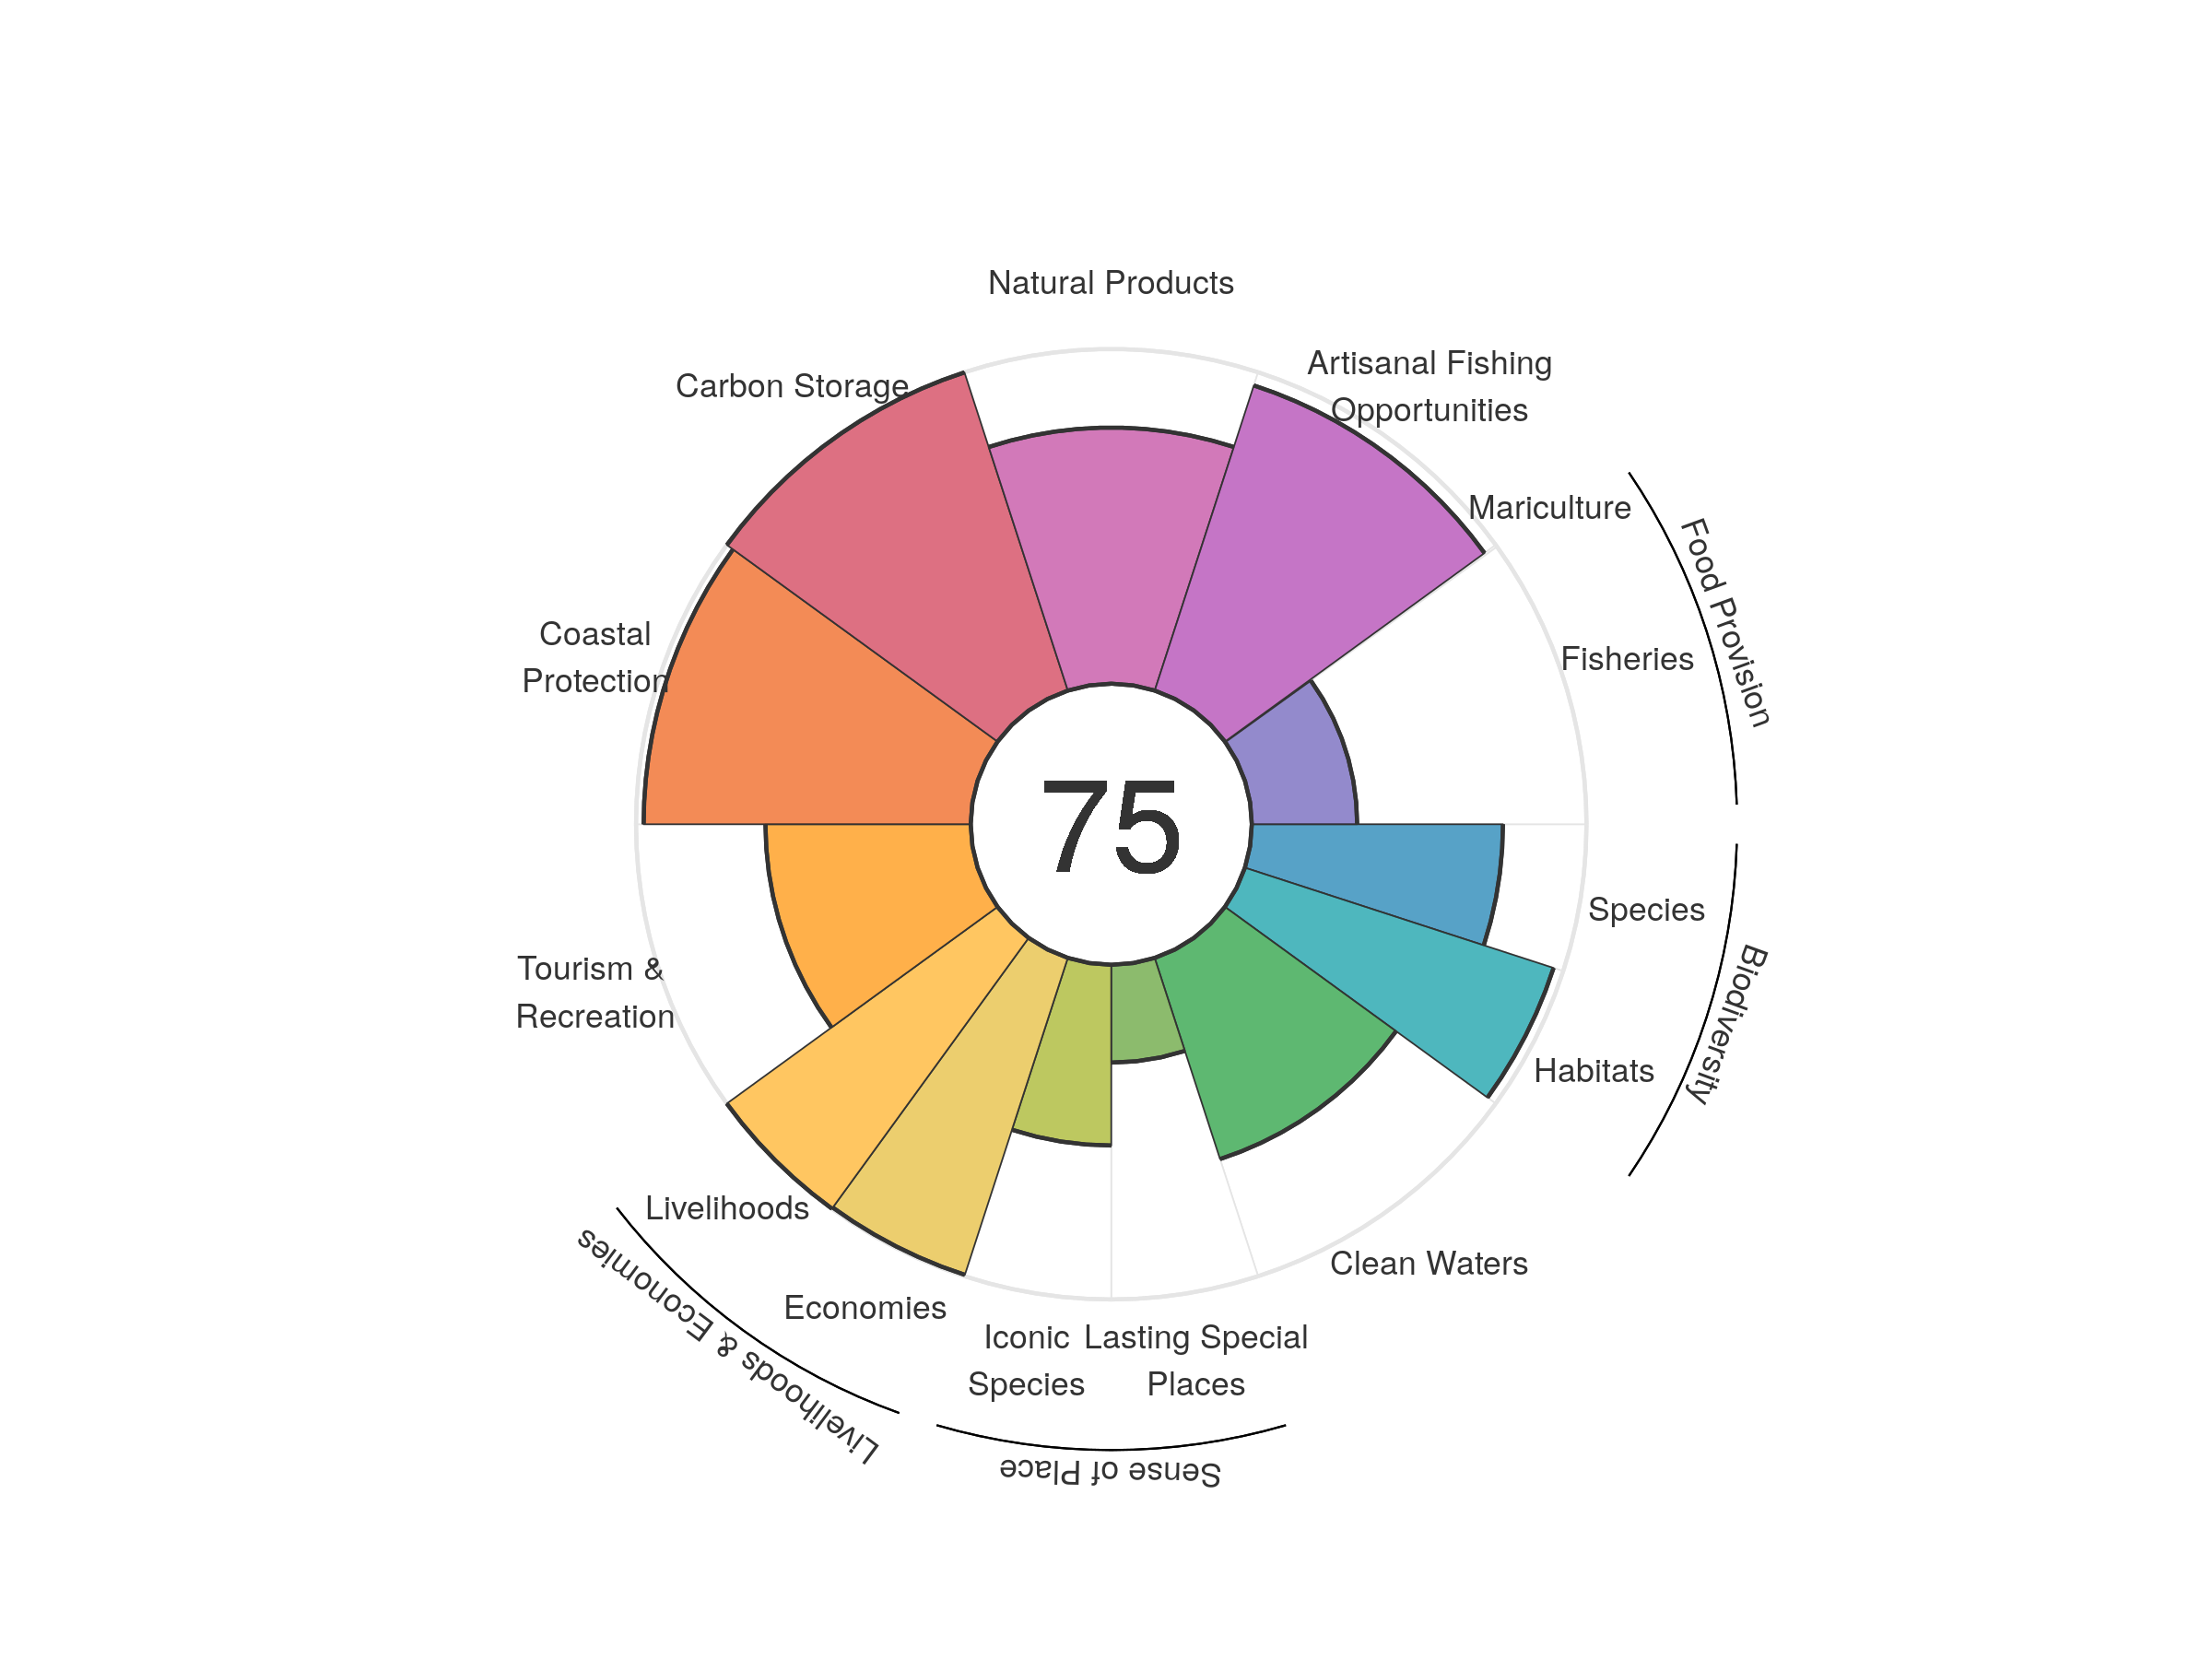 Natural Products
Artisanal Fishing
Opportunities
Carbon Storage
Mariculture
Food Provision
Fisheries
Coastal
Protection
75
Species
Biodiversity
Tourism &
Recreation
Habitats
Livelihoods
Clean Waters
Livelihoods & Economies
Economies
Iconic
Species
Lasting Special
Places
Sense of Place